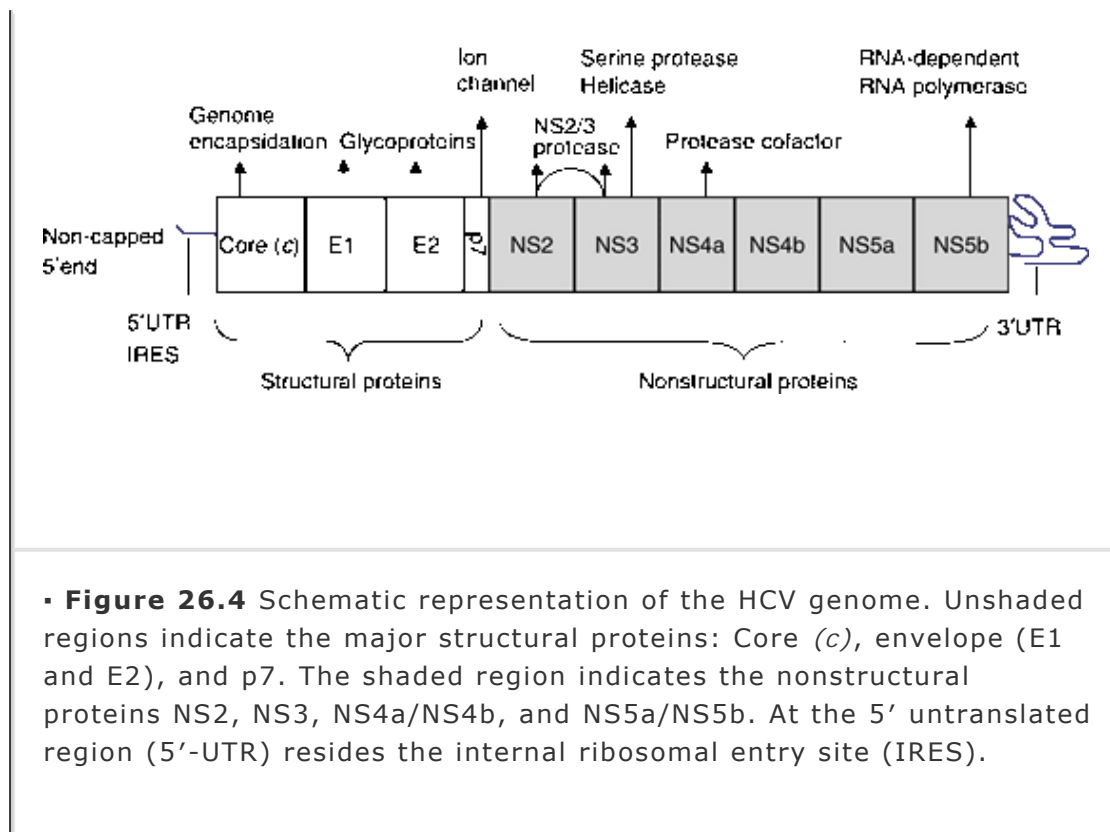 Ion
channel
Serine protease
Helicase
RNA-dependent
RNA polymerase
Genome
encapsidation
Glycoproteins
NS2/3
protease
Protease cofactor
Non-capped
5′end
Core (c)
E1
E2
p7
NS2
NS3
NS4a
NS4b
NS5a
NS5b
5′UTR
IRES
3′UTR
Structural proteins
Nonstructural proteins
▪ Figure 26.4 Schematic representation of the HCV genome. Unshaded
regions indicate the major structural proteins: Core (c), envelope (E1
and E2), and p7. The shaded region indicates the nonstructural
proteins NS2, NS3, NS4a/NS4b, and NS5a/NS5b. At the 5′ untranslated
region (5′-UTR) resides the internal ribosomal entry site (IRES).